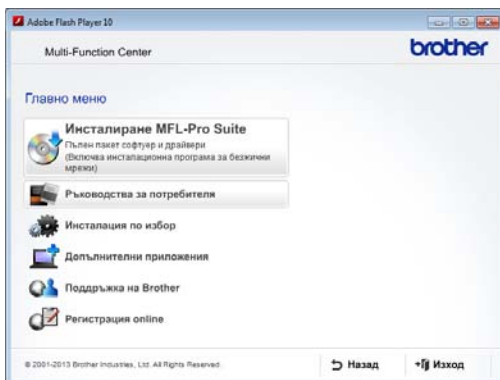 Adobe Flash Player 10
Multi-Function Center
brother
Главно меню
Инсталиране MFL-Pro Suite
Пълен пакет софтуер и драйвери
(Включва инсталационна програма за безжични
мрежи)
Ръководства за потребителя
Инсталация по избор
Допълнителни приложения
Поддръжка на Brother
Регистрация online
© 2001-2013 Brother Industries, Ltd. All Rights Reserved.
Назад
Изход